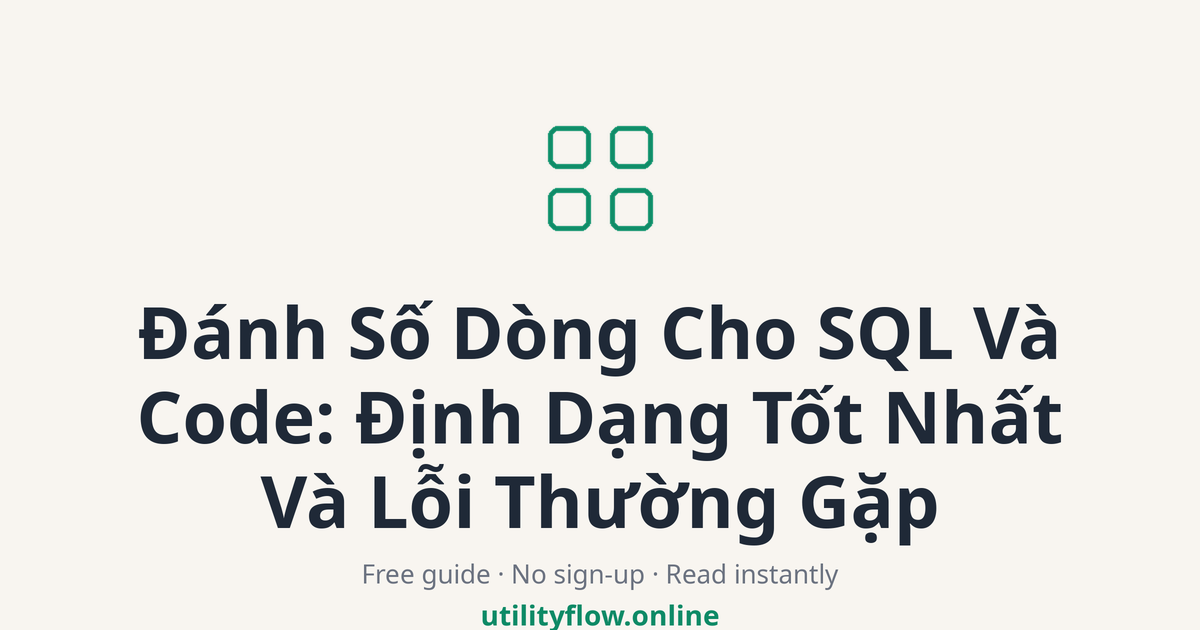 Đánh Số Dòng Cho SQL Và
Code: Định Dạng Tốt Nhất
Và Lỗi Thường Gặp
Free guide · No sign-up · Read instantly
utilityflow.online